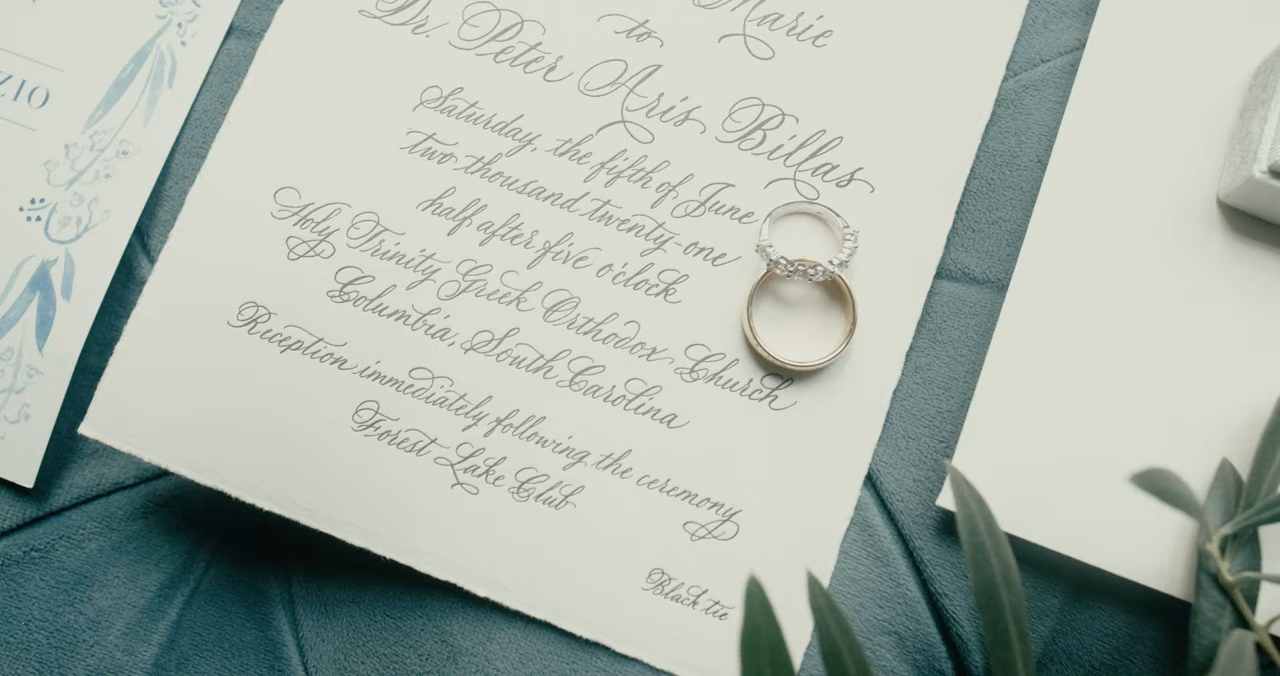 Marie
to
Dr. Peter Aris Billas
Saturday, the fifth of June
two thousand twenty-one
half after five o'clock
Holy Trinity Greek Orthodox Church
Columbia, South Carolina
Reception immediately following the ceremony
Forest Lake Club
Black tie